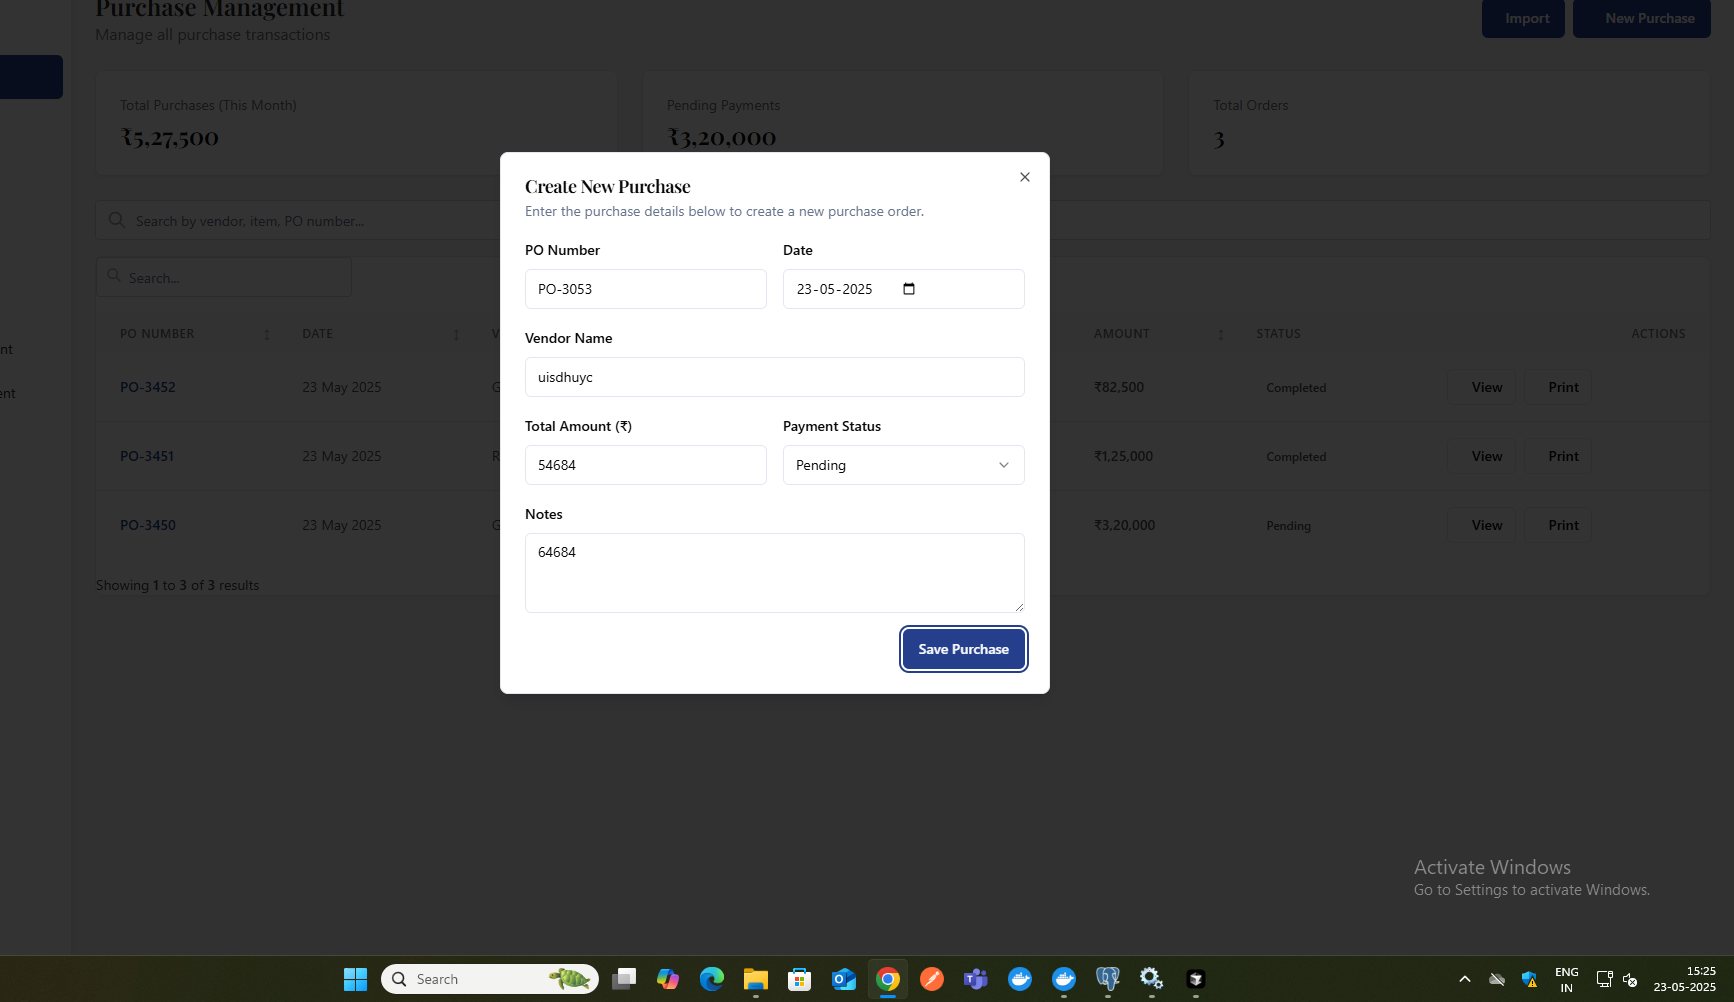 Purchase Management
Manage all purchase transactions
Import
New Purchase
Total Purchases (This Month)
₹5,27,500
Pending Payments
₹3,20,000
Total Orders
3
Search by vendor, item, PO number...
Search...
PO NUMBER
DATE
V
AMOUNT
STATUS
ACTIONS
PO-3452
23 May 2025
G
₹82,500
Completed
View
Print
PO-3451
23 May 2025
R
₹1,25,000
Completed
View
Print
PO-3450
23 May 2025
G
₹3,20,000
Pending
View
Print
Showing 1 to 3 of 3 results
nt
ent
Create New Purchase
Enter the purchase details below to create a new purchase order.
PO Number
Date
PO-3053
23-05-2025
Vendor Name
uisdhuyc
Total Amount (₹)
Payment Status
54684
Pending
Notes
64684
Save Purchase
Activate Windows
Go to Settings to activate Windows.
Search
ENG
IN
15:25
23-05-2025